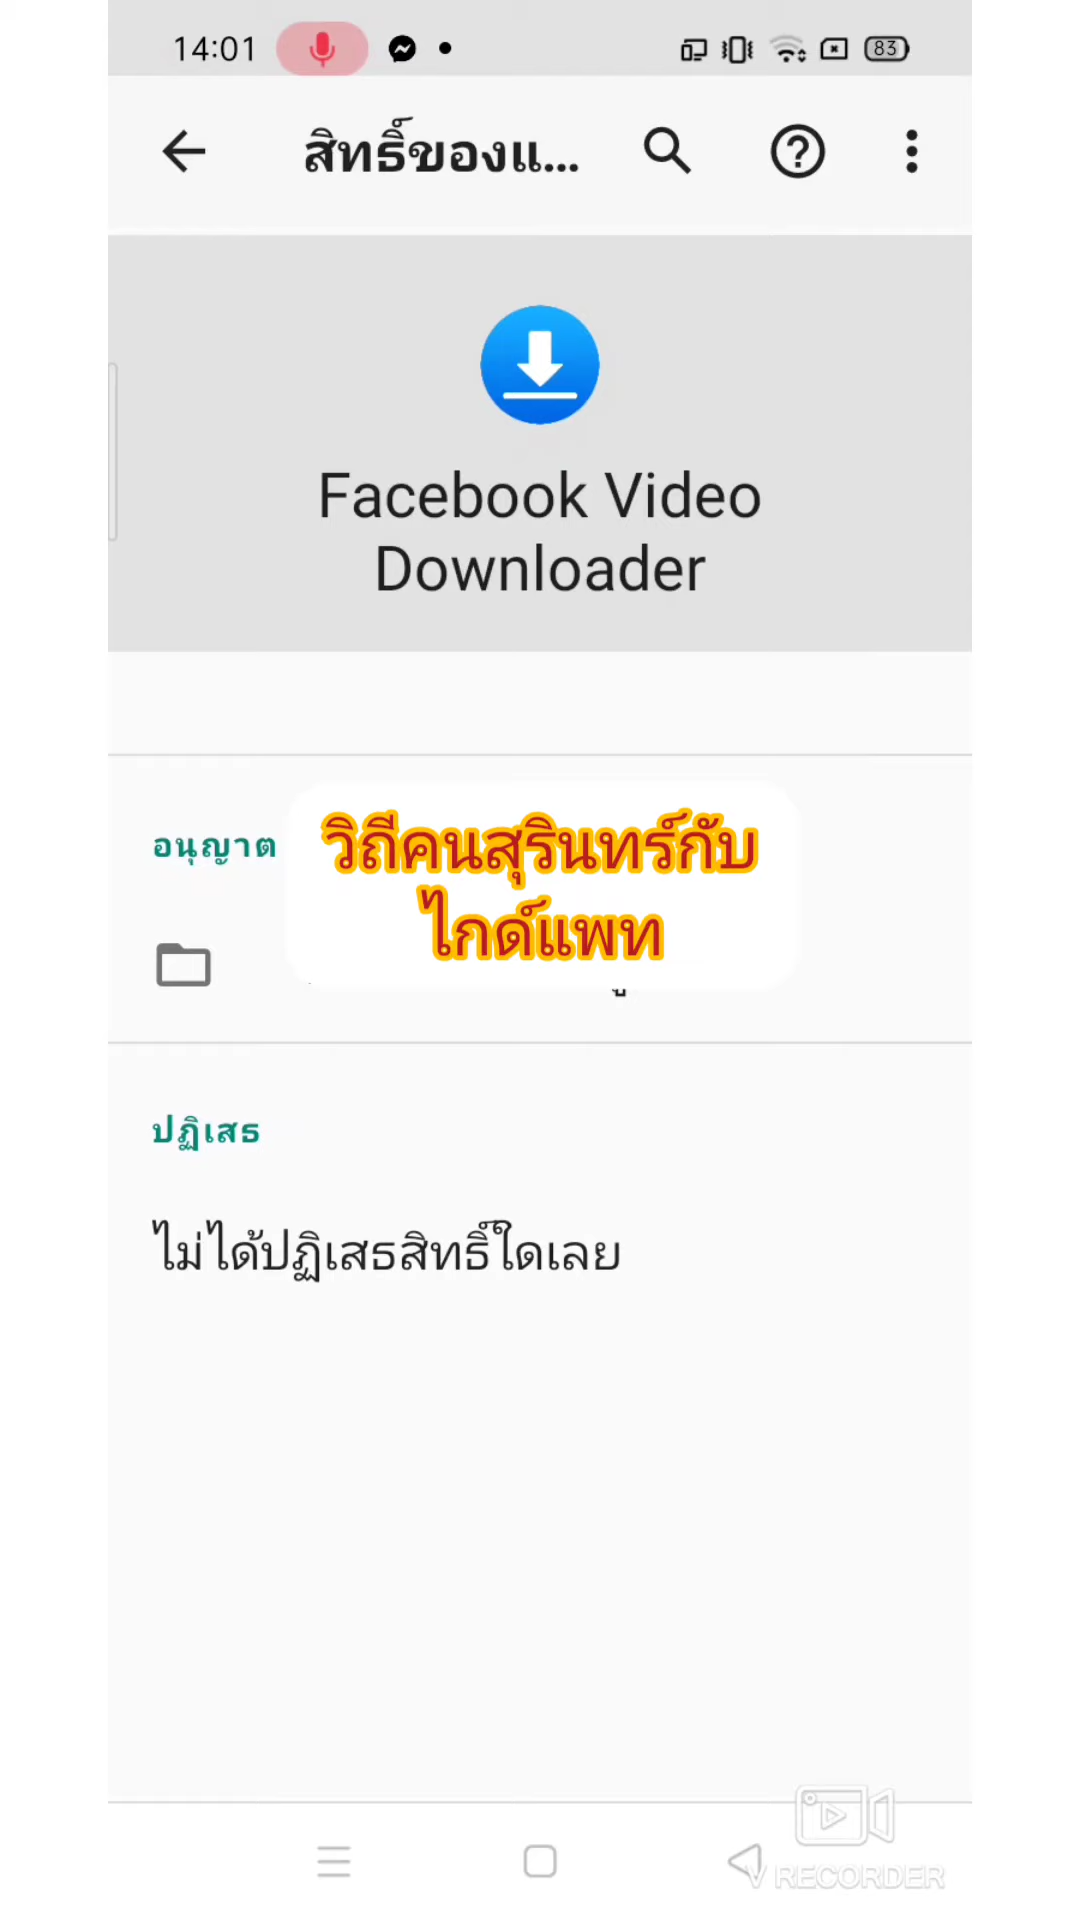 14:01
83
สิทธิ์ของแ...
Facebook Video
Downloader
อนุญาต
วิถีคนสุรินทร์กับ
ไกด์แพท
ปฏิเสธ
ไม่ได้ปฏิเสธสิทธิ์ใดเลย
V RECORDER